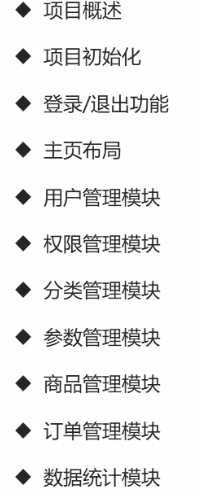 ◆ 项目概述
◆ 项目初始化
◆ 登录/退出功能
◆ 主页布局
◆ 用户管理模块
◆ 权限管理模块
◆ 分类管理模块
◆ 参数管理模块
◆ 商品管理模块
◆ 订单管理模块
◆ 数据统计模块